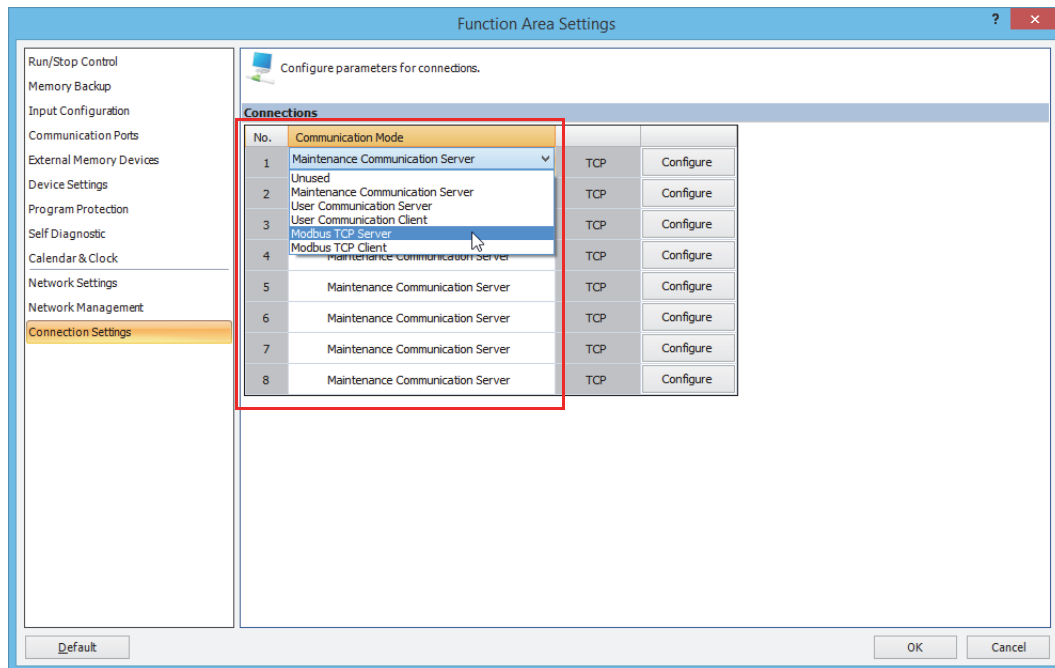 Function Area Settings ? ×
Run/Stop Control
Memory Backup
Input Configuration
Communication Ports
External Memory Devices
Device Settings
Program Protection
Self Diagnostic
Calendar & Clock
Network Settings
Network Management
Connection Settings
Configure parameters for connections.
Connections
No. Communication Mode
1 Maintenance Communication Server TCP Configure
Unused
Maintenance Communication Server
User Communication Server
User Communication Client
Modbus TCP Server
Modbus TCP Client
2 TCP Configure
3 TCP Configure
4 Maintenance Communication Server TCP Configure
5 Maintenance Communication Server TCP Configure
6 Maintenance Communication Server TCP Configure
7 Maintenance Communication Server TCP Configure
8 Maintenance Communication Server TCP Configure
Default OK Cancel